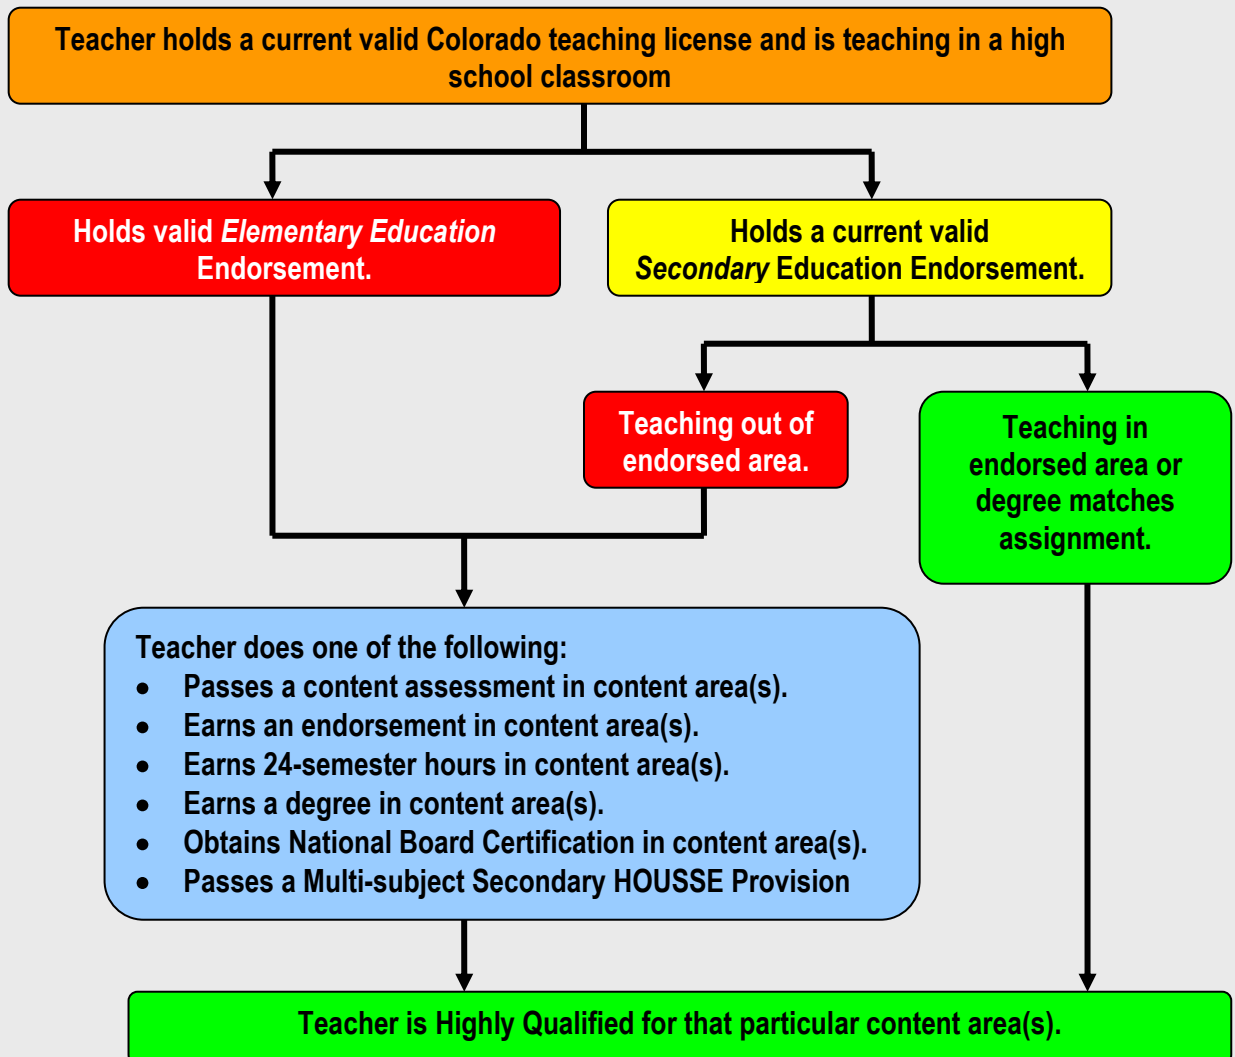 Teacher holds a current valid Colorado teaching license and is teaching in a high
school classroom
Holds valid Elementary Education
Endorsement.
Holds a current valid
Secondary Education Endorsement.
Teaching out of
endorsed area.
Teaching in
endorsed area or
degree matches
assignment.
Teacher does one of the following:
• Passes a content assessment in content area(s).
• Earns an endorsement in content area(s).
• Earns 24-semester hours in content area(s).
• Earns a degree in content area(s).
• Obtains National Board Certification in content area(s).
• Passes a Multi-subject Secondary HOUSSE Provision
Teacher is Highly Qualified for that particular content area(s).